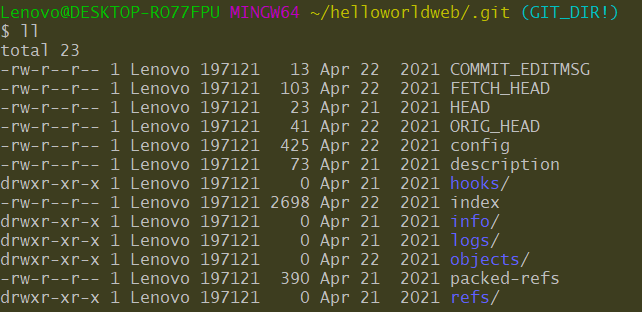 Lenovo@DESKTOP-RO77FPU MINGW64 ~/helloworldweb/.git (GIT_DIR!)
$ ll
total 23
-rw-r--r-- 1 Lenovo 197121   13 Apr 22  2021 COMMIT_EDITMSG
-rw-r--r-- 1 Lenovo 197121  103 Apr 22  2021 FETCH_HEAD
-rw-r--r-- 1 Lenovo 197121   23 Apr 21  2021 HEAD
-rw-r--r-- 1 Lenovo 197121   41 Apr 22  2021 ORIG_HEAD
-rw-r--r-- 1 Lenovo 197121  425 Apr 22  2021 config
-rw-r--r-- 1 Lenovo 197121   73 Apr 21  2021 description
drwxr-xr-x 1 Lenovo 197121    0 Apr 21  2021 hooks/
-rw-r--r-- 1 Lenovo 197121 2698 Apr 22  2021 index
drwxr-xr-x 1 Lenovo 197121    0 Apr 21  2021 info/
drwxr-xr-x 1 Lenovo 197121    0 Apr 21  2021 logs/
drwxr-xr-x 1 Lenovo 197121    0 Apr 22  2021 objects/
-rw-r--r-- 1 Lenovo 197121  390 Apr 21  2021 packed-refs
drwxr-xr-x 1 Lenovo 197121    0 Apr 21  2021 refs/